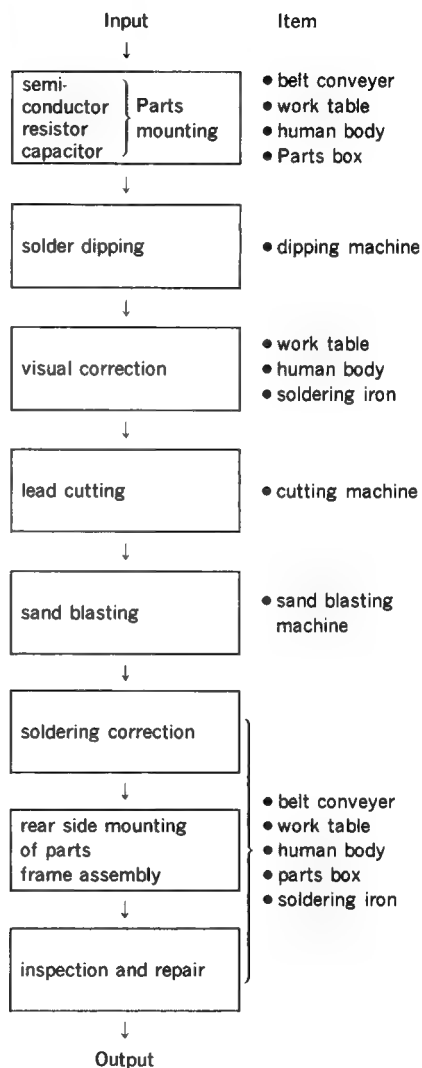 Input
Item
semi-
conductor
resistor
capacitor
Parts
mounting
● belt conveyer
● work table
● human body
● Parts box
solder dipping
● dipping machine
visual correction
● work table
● human body
● soldering iron
lead cutting
● cutting machine
sand blasting
● sand blasting
machine
soldering correction
rear side mounting
of parts
frame assembly
inspection and repair
● belt conveyer
● work table
● human body
● parts box
● soldering iron
Output